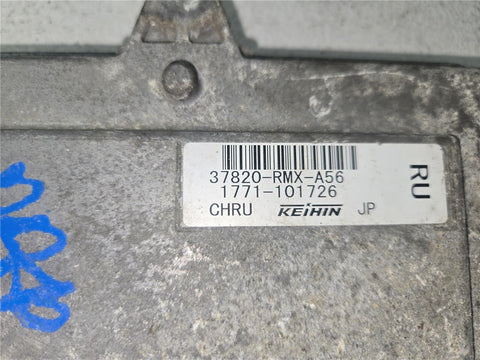 37820-RMX-A56
1771-101726
CHRU KEIHIN JP
RU